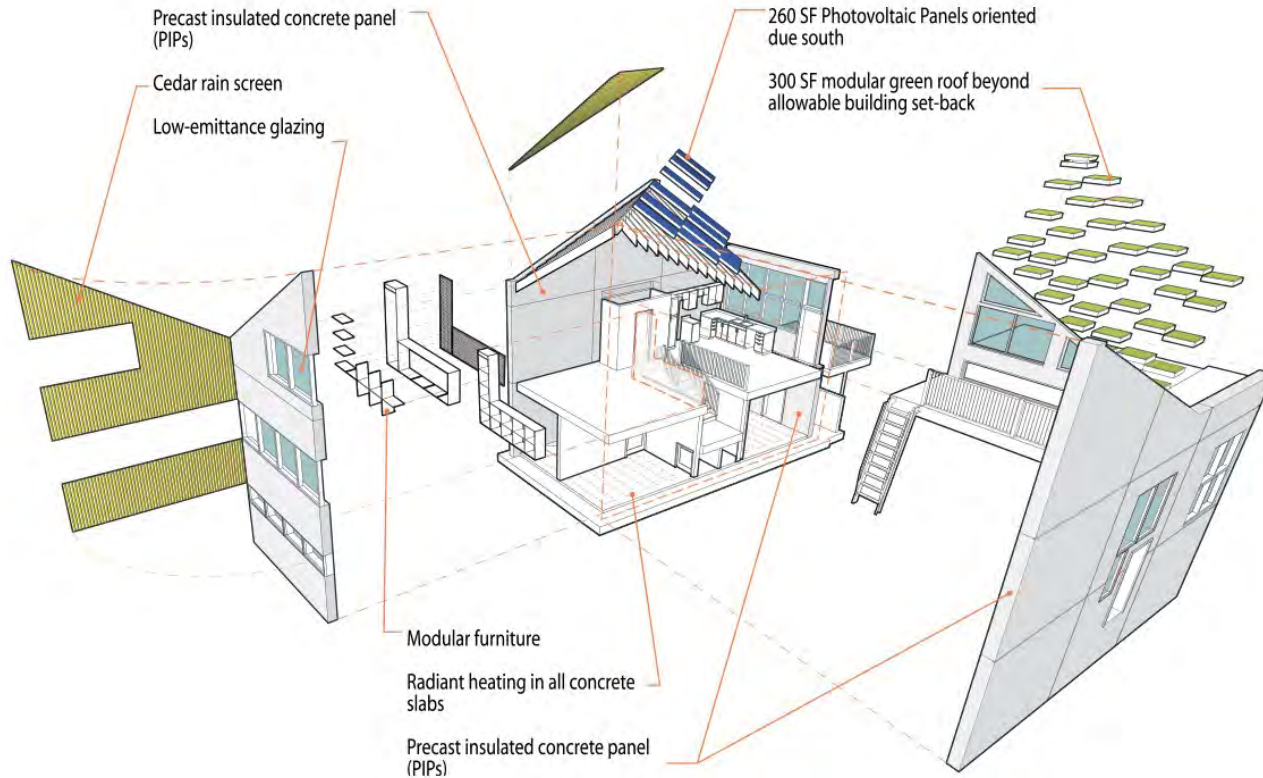 Precast insulated concrete panel
(PIPs)
Cedar rain screen
Low-emittance glazing
260 SF Photovoltaic Panels oriented
due south
300 SF modular green roof beyond
allowable building set-back
Modular furniture
Radiant heating in all concrete
slabs
Precast insulated concrete panel
(PIPs)